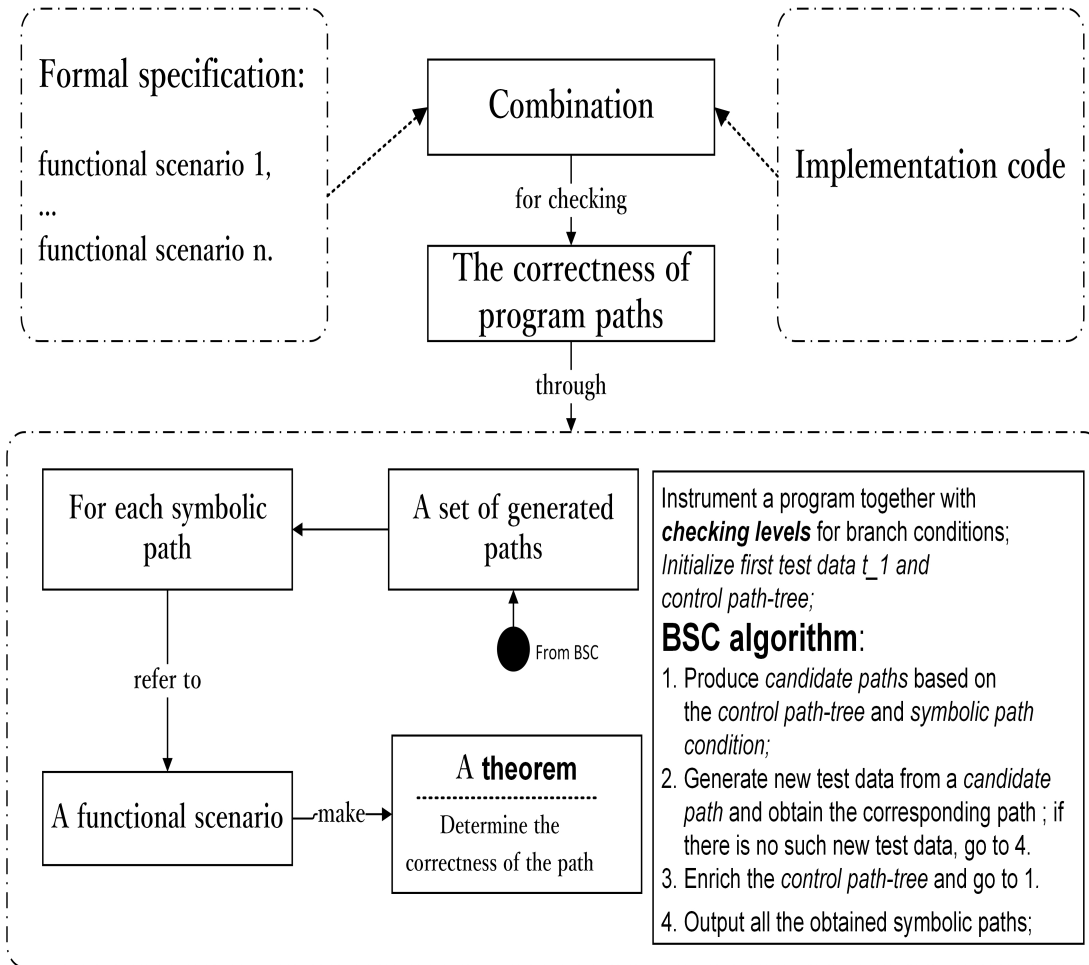 Formal specification:
functional scenario 1,
...
functional scenario n.
Combination
Implementation code
for checking
The correctness of
program paths
through
For each symbolic
path
A set of generated
paths
From BSC
refer to
A functional scenario
make
A theorem
Determine the
correctness of the path
Instrument a program together with
checking levels for branch conditions;
Initialize first test data t_1 and
control path-tree;
BSC algorithm:
1. Produce candidate paths based on
the control path-tree and symbolic path
condition;
2. Generate new test data from a candidate
path and obtain the corresponding path ; if
there is no such new test data, go to 4.
3. Enrich the control path-tree and go to 1.
4. Output all the obtained symbolic paths;